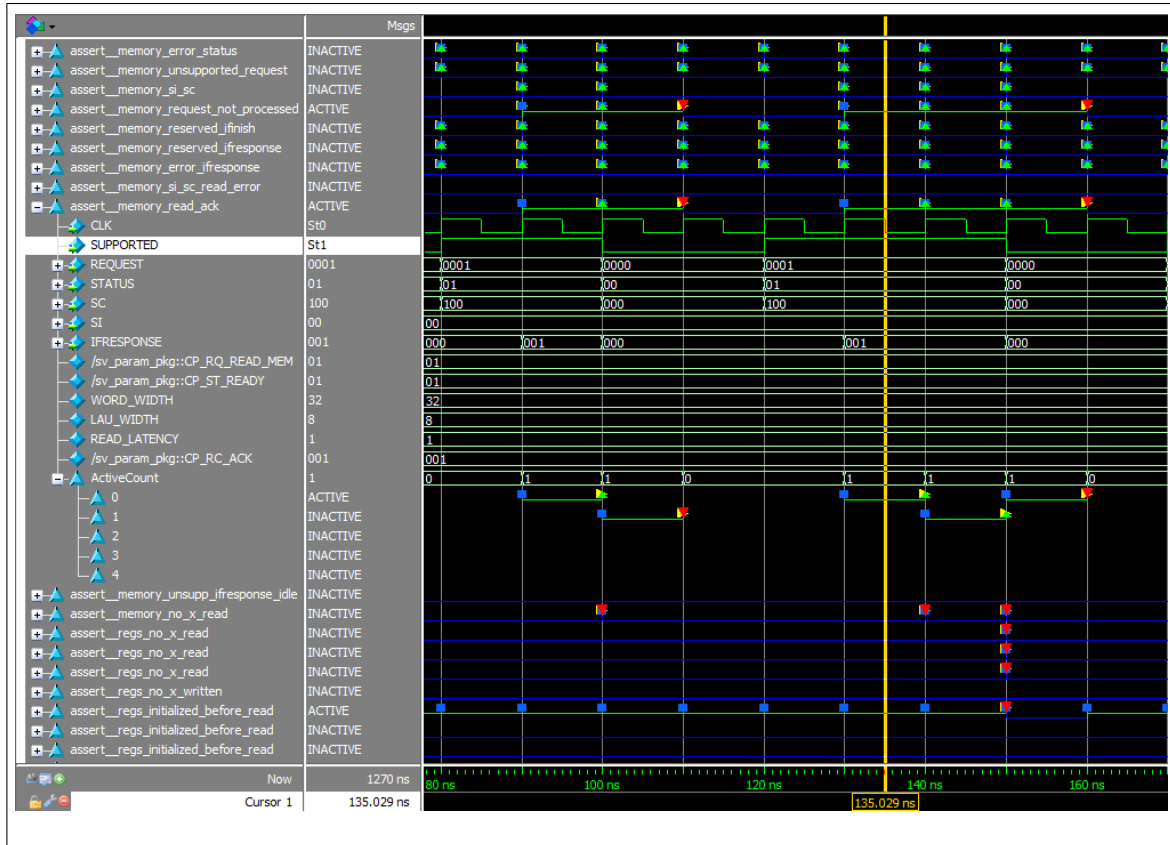 Msgs
assert__memory_error_status INACTIVE
assert__memory_unsupported_request INACTIVE
assert__memory_si_sc INACTIVE
assert__memory_request_not_processed ACTIVE
assert__memory_reserved_ifinish INACTIVE
assert__memory_reserved_ifresponse INACTIVE
assert__memory_error_ifresponse INACTIVE
assert__memory_si_sc_read_error INACTIVE
assert__memory_read_ack ACTIVE
CLK St0
SUPPORTED St1
REQUEST 0001 0001 0000 0001 0000
STATUS 01 01 00 01 00
SC 100 100 000 100 000
SI 00 00
IFRESPONSE 001 000 001 000 001 000
/sv_param_pkg::CP_RQ_READ_MEM 01 01
/sv_param_pkg::CP_ST_READY 01 01
WORD_WIDTH 32 32
LAU_WIDTH 8 8
READ_LATENCY 1 1
/sv_param_pkg::CP_RC_ACK 001 001
ActiveCount 1 0 1 1 0 1 1 1 0
0 ACTIVE
1 INACTIVE
2 INACTIVE
3 INACTIVE
4 INACTIVE
assert__memory_unsupp_ifresponse_idle INACTIVE
assert__memory_no_x_read INACTIVE
assert__regs_no_x_read INACTIVE
assert__regs_no_x_read INACTIVE
assert__regs_no_x_read INACTIVE
assert__regs_no_x_written INACTIVE
assert__regs_initialized_before_read ACTIVE
assert__regs_initialized_before_read INACTIVE
assert__regs_initialized_before_read INACTIVE
Now 1270 ns 80 ns 100 ns 120 ns 140 ns 160 ns
Cursor 1 135.029 ns 135.029 ns